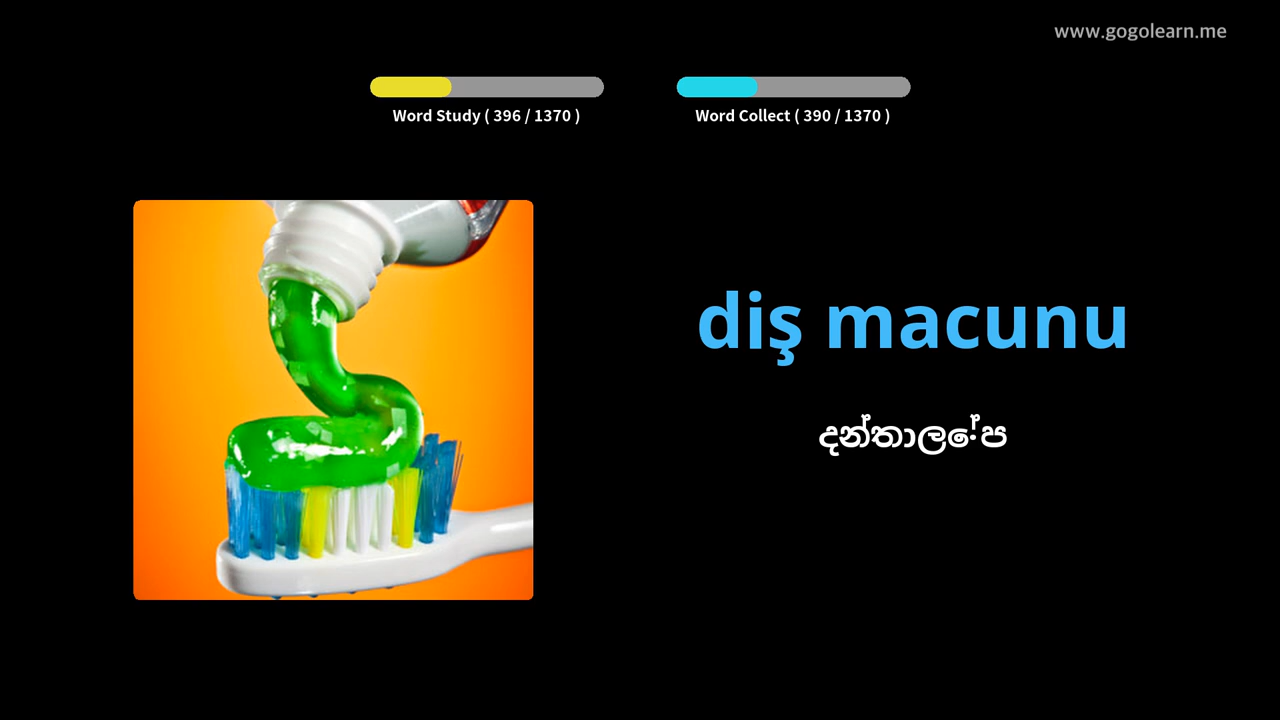 www.gogolearn.me
Word Study ( 396 / 1370 )
Word Collect ( 390 / 1370 )
diş macunu
දන්තාලේප